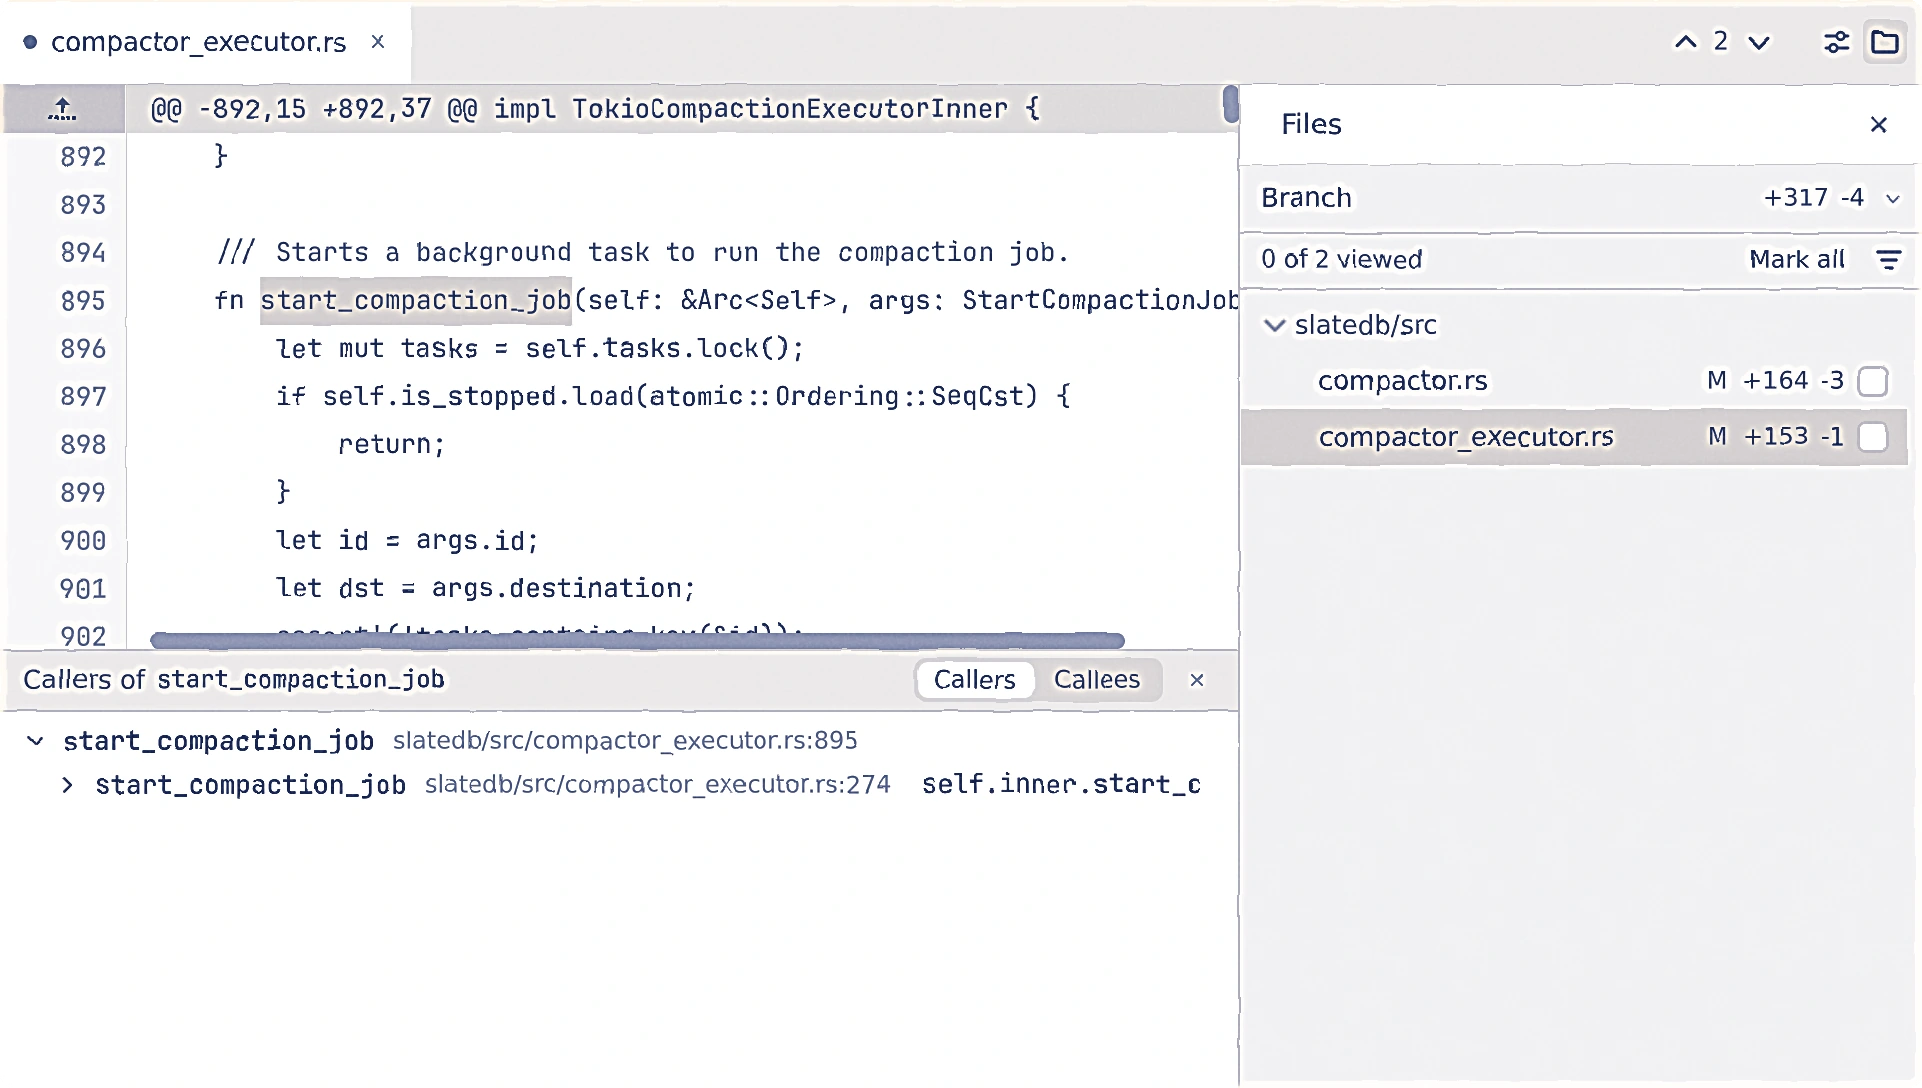 compactor_executor.rs ×
2
@@ -892,15 +892,37 @@ impl TokioCompactionExecutorInner {
892 }
893
894 /// Starts a background task to run the compaction job.
895 fn start_compaction_job(self: &Arc<Self>, args: StartCompactionJob
896 let mut tasks = self.tasks.lock();
897 if self.is_stopped.load(atomic::Ordering::SeqCst) {
898 return;
899 }
900 let id = args.id;
901 let dst = args.destination;
902
Callers of start_compaction_job Callers Callees ×
start_compaction_job slatedb/src/compactor_executor.rs:895
start_compaction_job slatedb/src/compactor_executor.rs:274 self.inner.start_c
Files ×
Branch +317 -4
0 of 2 viewed Mark all
slatedb/src
compactor.rs M +164 -3
compactor_executor.rs M +153 -1